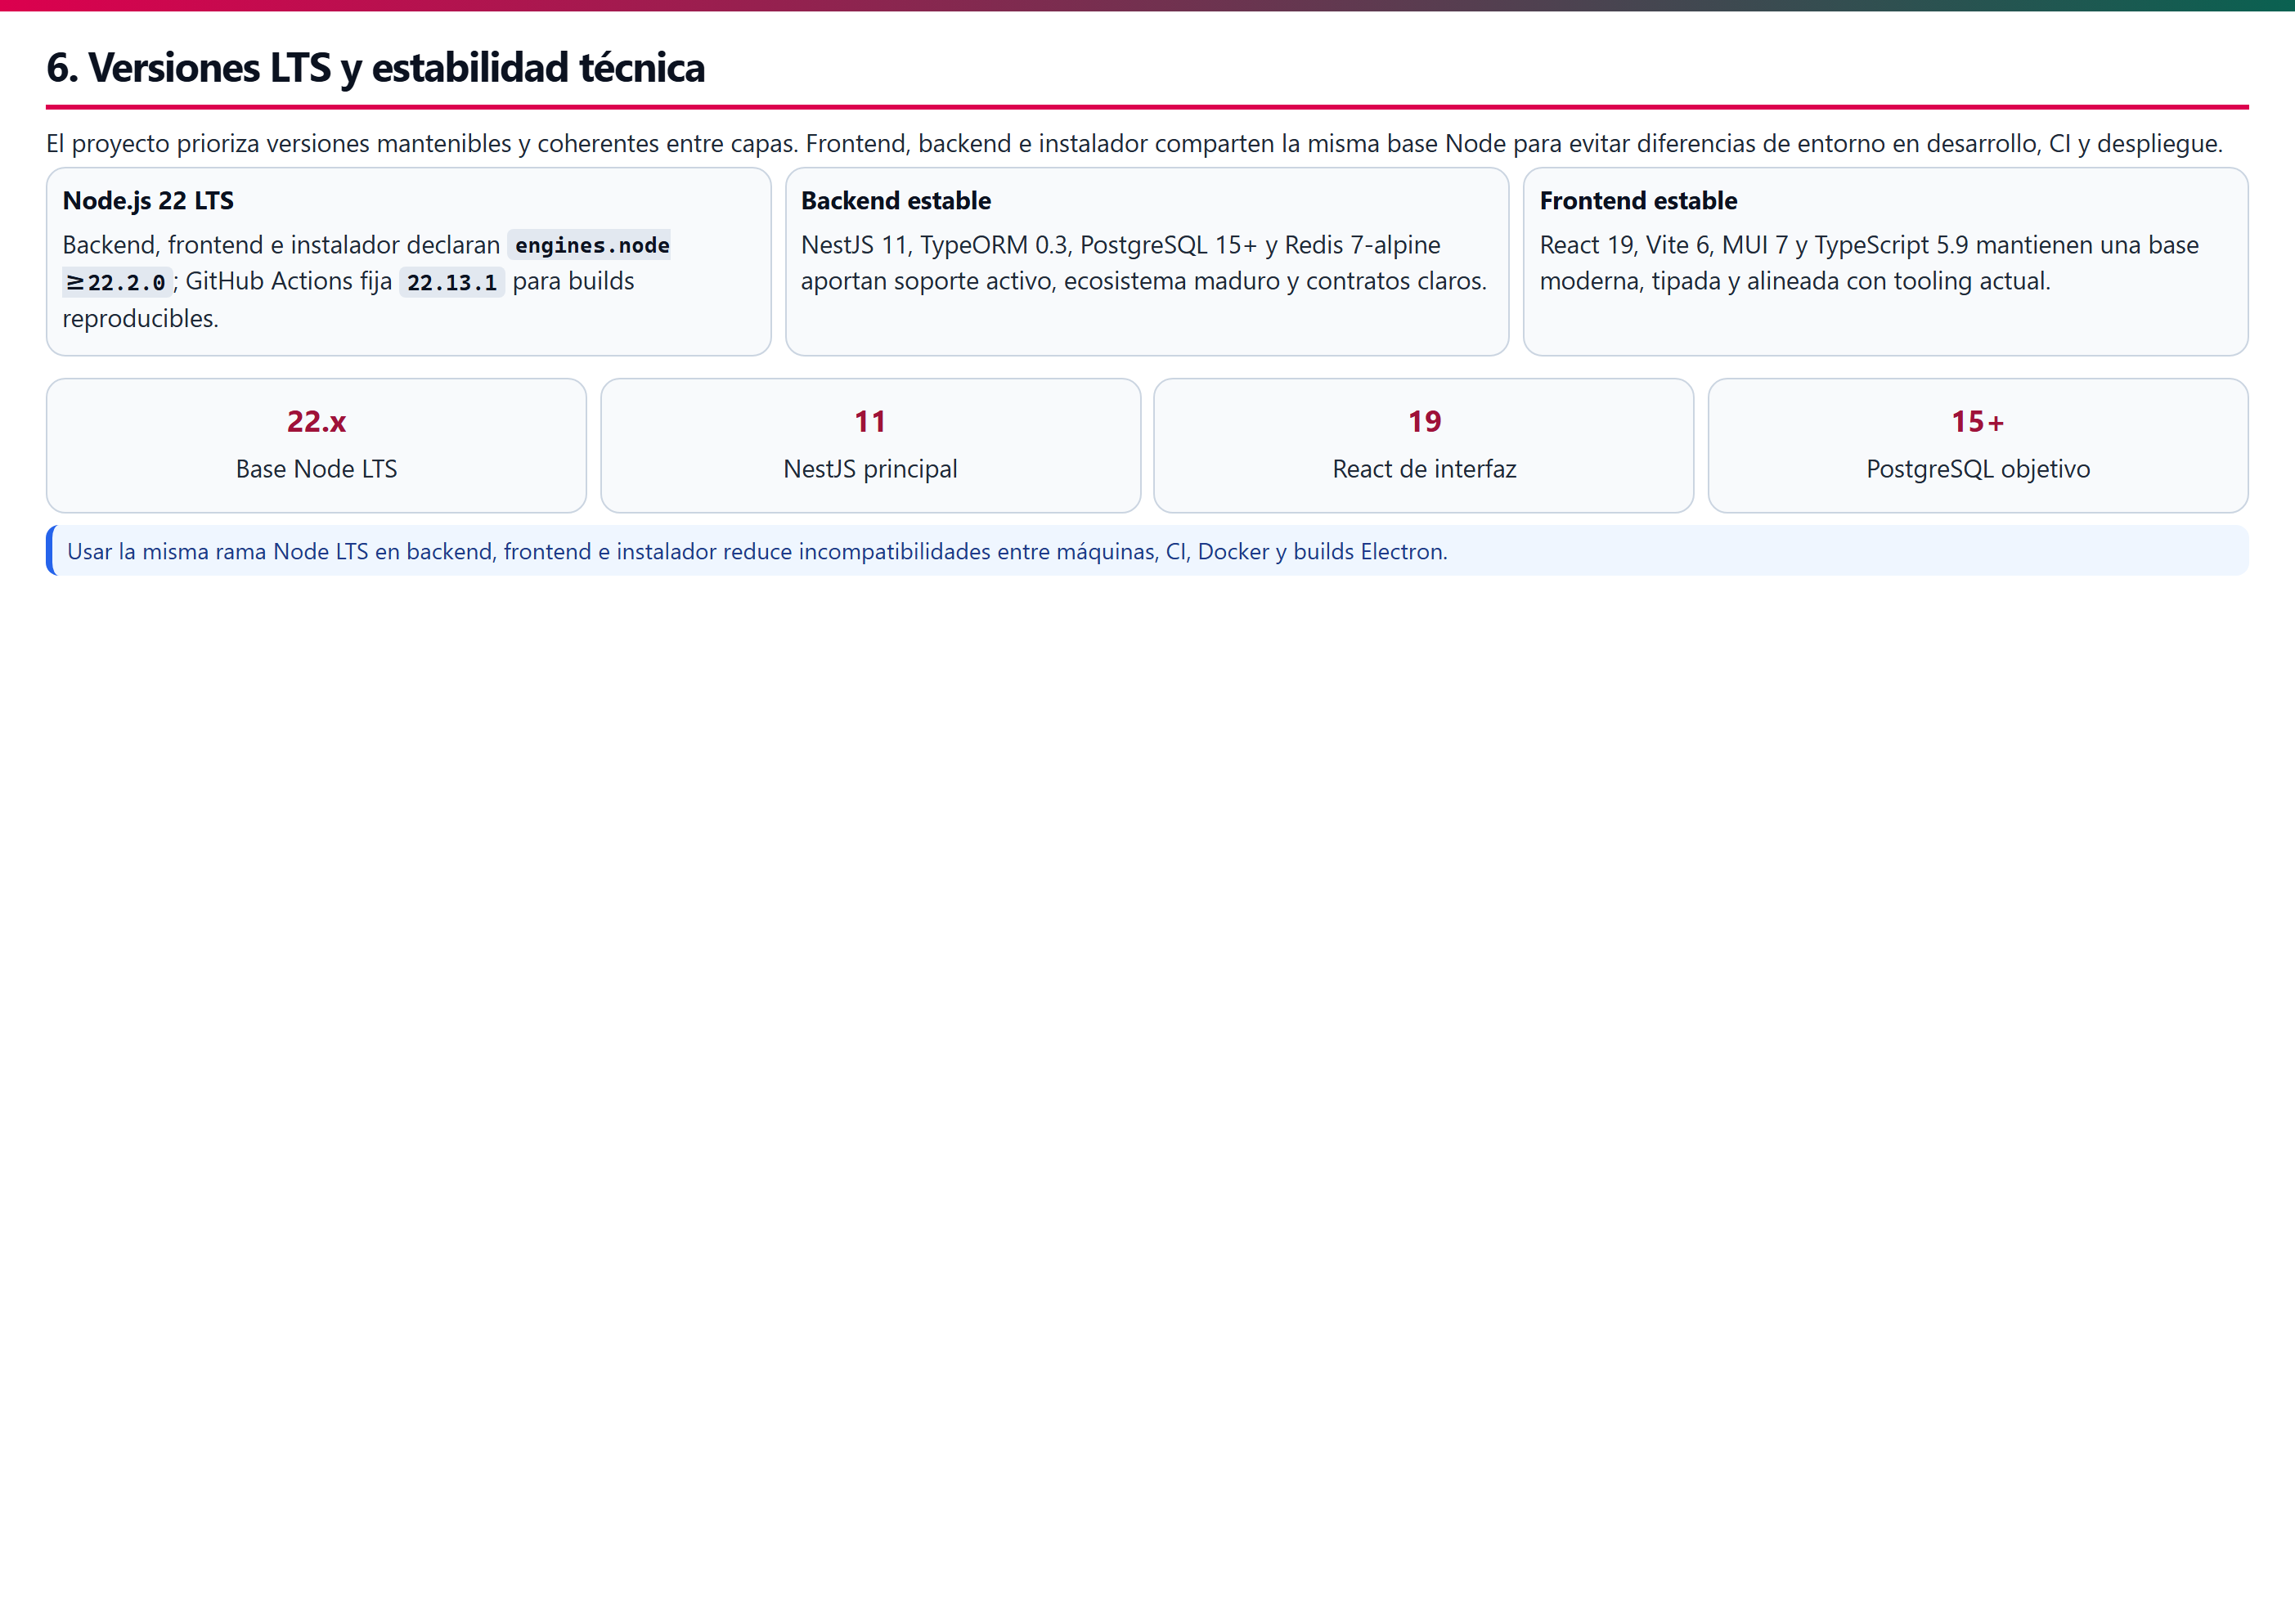 6. Versiones LTS y estabilidad técnica
El proyecto prioriza versiones mantenibles y coherentes entre capas. Frontend, backend e instalador comparten la misma base Node para evitar diferencias de entorno en desarrollo, CI y despliegue.
Node.js 22 LTS
Backend, frontend e instalador declaran engines.node
≥22.2.0; GitHub Actions fija 22.13.1 para builds
reproducibles.
Backend estable
NestJS 11, TypeORM 0.3, PostgreSQL 15+ y Redis 7-alpine
aportan soporte activo, ecosistema maduro y contratos claros.
Frontend estable
React 19, Vite 6, MUI 7 y TypeScript 5.9 mantienen una base
moderna, tipada y alineada con tooling actual.
22.x
Base Node LTS
11
NestJS principal
19
React de interfaz
15+
PostgreSQL objetivo
Usar la misma rama Node LTS en backend, frontend e instalador reduce incompatibilidades entre máquinas, CI, Docker y builds Electron.